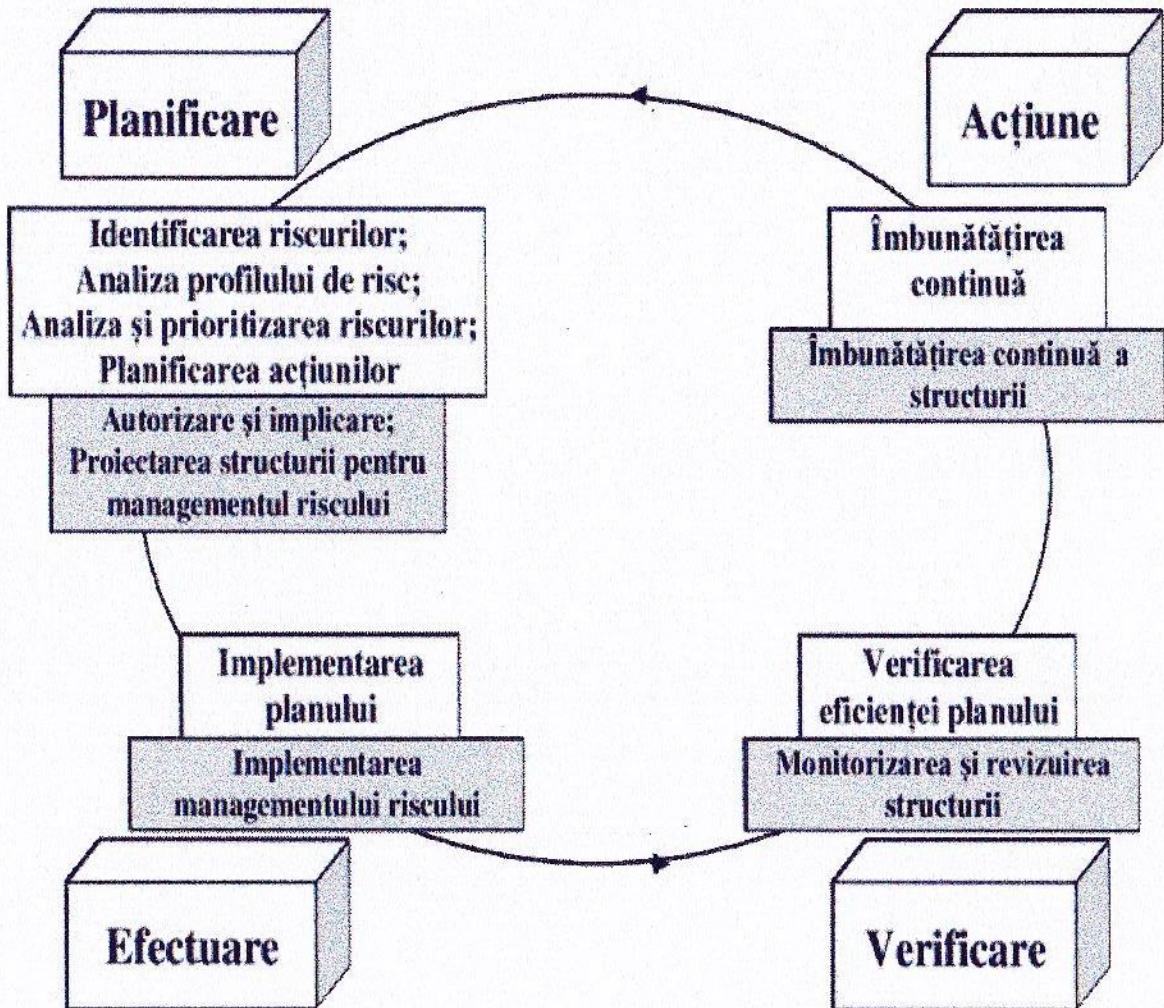 Planificare
Acțiune
Identificarea riscurilor;
Analiza profilului de risc;
Analiza și prioritizarea riscurilor;
Planificarea acțiunilor
Autorizare și implicare;
Proiectarea structurii pentru
managementul riscului
Îmbunătățirea
continuă
Îmbunătățirea continuă a
structurii
Implementarea
planului
Implementarea
managementului riscului
Verificarea
eficienței planului
Monitorizarea și revizuirea
structurii
Efectuare
Verificare